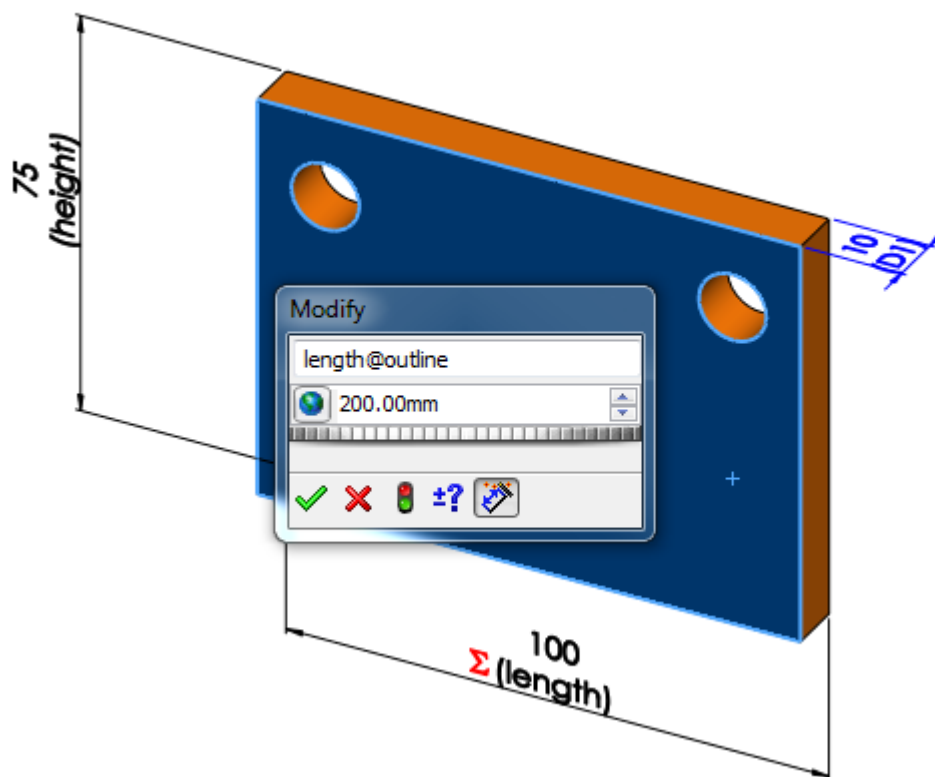 75
(height)
10
(D1)
Modify
length@outline
200.00mm
±?
100
Σ (length)